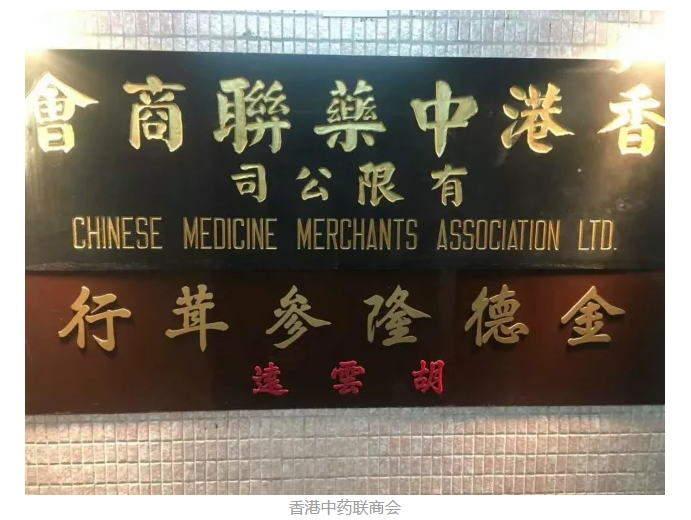 香港中藥聯商會
有限公司
CHINESE MEDICINE MERCHANTS ASSOCIATION LTD.
金德隆參茸行
胡雲遠
香港中药联商会